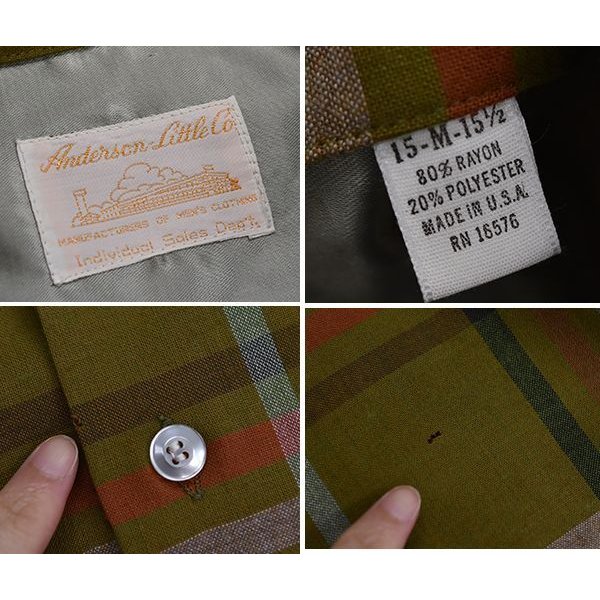 Anderson-Little Co.
MANUFACTURERS OF MEN'S CLOTHING
Individual Sales Dep't.
15-M-15½
80% RAYON
20% POLYESTER
MADE IN U.S.A.
RN 16576